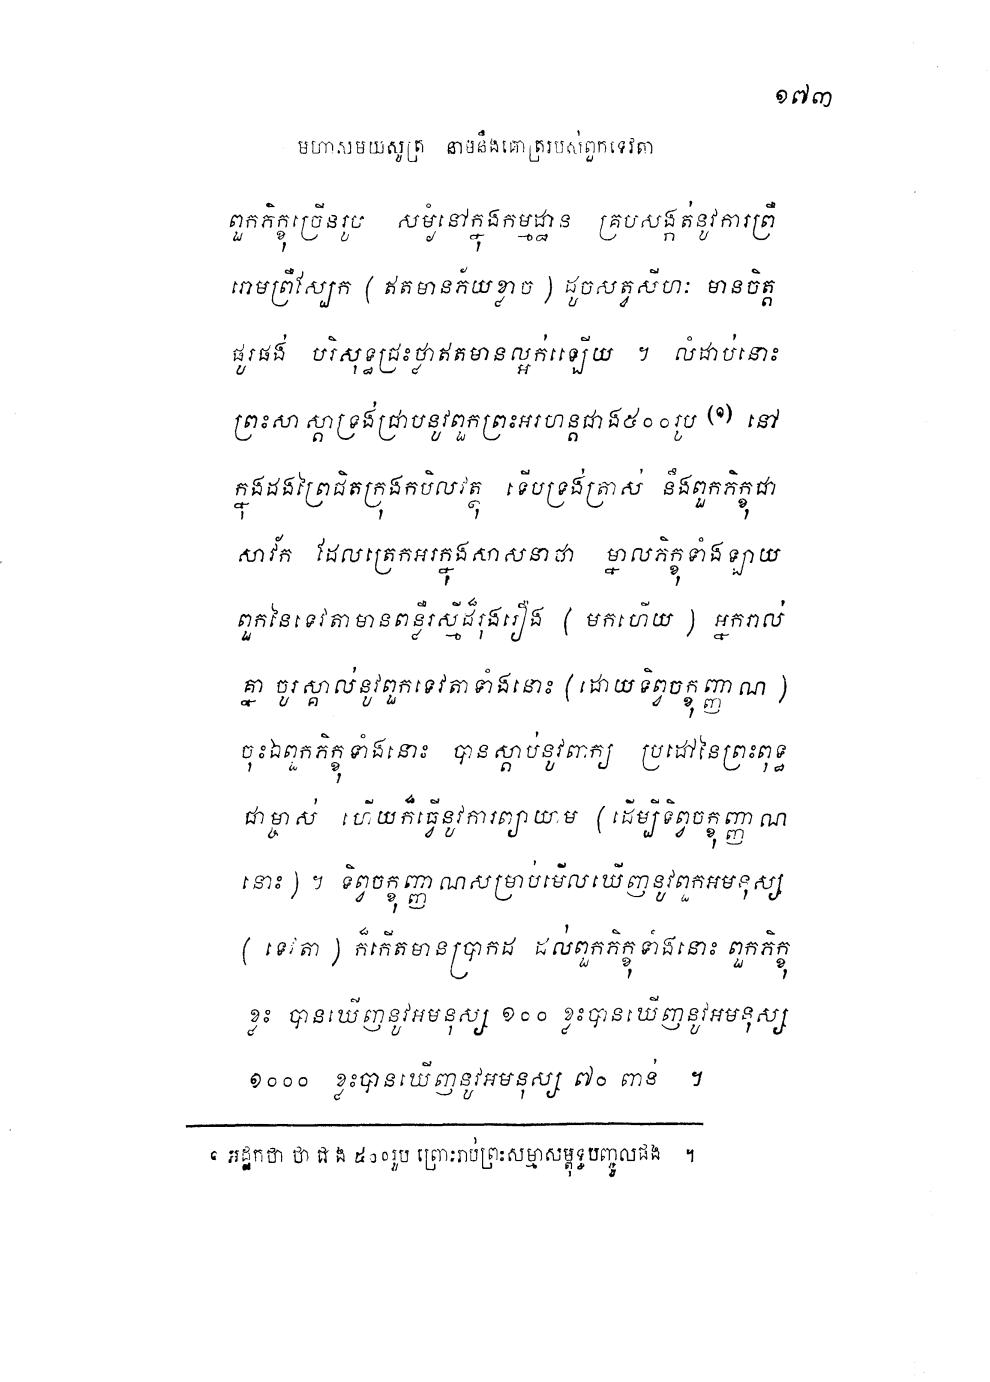 ១៧៣
មហាសមយសូត្រ នាមនឹងគោត្ររបស់ពួកទេវតា
ពួកភិក្ខុច្រើនរូប សម្ងំនៅក្នុងកម្មដ្ឋាន គ្របសង្កត់នូវការព្រឺ
រោមព្រឺស្បែក ( ឥតមានភ័យខ្លាច ) ដូចសត្វសីហៈ មានចិត្ត
ផូរផង់ បរិសុទ្ធជ្រះថ្លាឥតមានល្អក់ឡើយ ។ លំដាប់នោះ
ព្រះសាស្តាទ្រង់ជ្រាបនូវពួកព្រះអរហន្តជាង៥០០រូប (១) នៅ
ក្នុងដងព្រៃជិតក្រុងកបិលវត្ថុ ទើបទ្រង់ត្រាស់ នឹងពួកភិក្ខុជា
សាវ័ក ដែលត្រេកអរក្នុងសាសនាថា ម្នាលភិក្ខុទាំងឡាយ
ពួកនៃទេវតាមានពន្លឺរស្មីដ៏រុងរឿង ( មកហើយ ) អ្នករាល់
គ្នា ចូរស្គាល់នូវពួកទេវតាទាំងនោះ ( ដោយទិព្វចក្ខុញ្ញាណ )
ចុះឯពួកភិក្ខុទាំងនោះ បានស្តាប់នូវពាក្យ ប្រដៅនៃព្រះពុទ្ធ
ជាម្ចាស់ ហើយក៏ធ្វើនូវការព្យាយាម ( ដើម្បីទិព្វចក្ខុញ្ញាណ
នោះ ) ។ ទិព្វចក្ខុញ្ញាណសម្រាប់មើលឃើញនូវពួកអមនុស្ស
( ទេវតា ) ក៏កើតមានប្រាកដ ដល់ពួកភិក្ខុទាំងនោះ ពួកភិក្ខុ
ខ្លះ បានឃើញនូវអមនុស្ស ១០០ ខ្លះបានឃើញនូវអមនុស្ស
១០០០ ខ្លះបានឃើញនូវអមនុស្ស ៧០ ពាន់ ។
១ អដ្ឋកថា ថា ជាង ៥០០រូប ព្រោះរាប់ព្រះសម្មាសម្ពុទ្ធបញ្ចូលផង ។